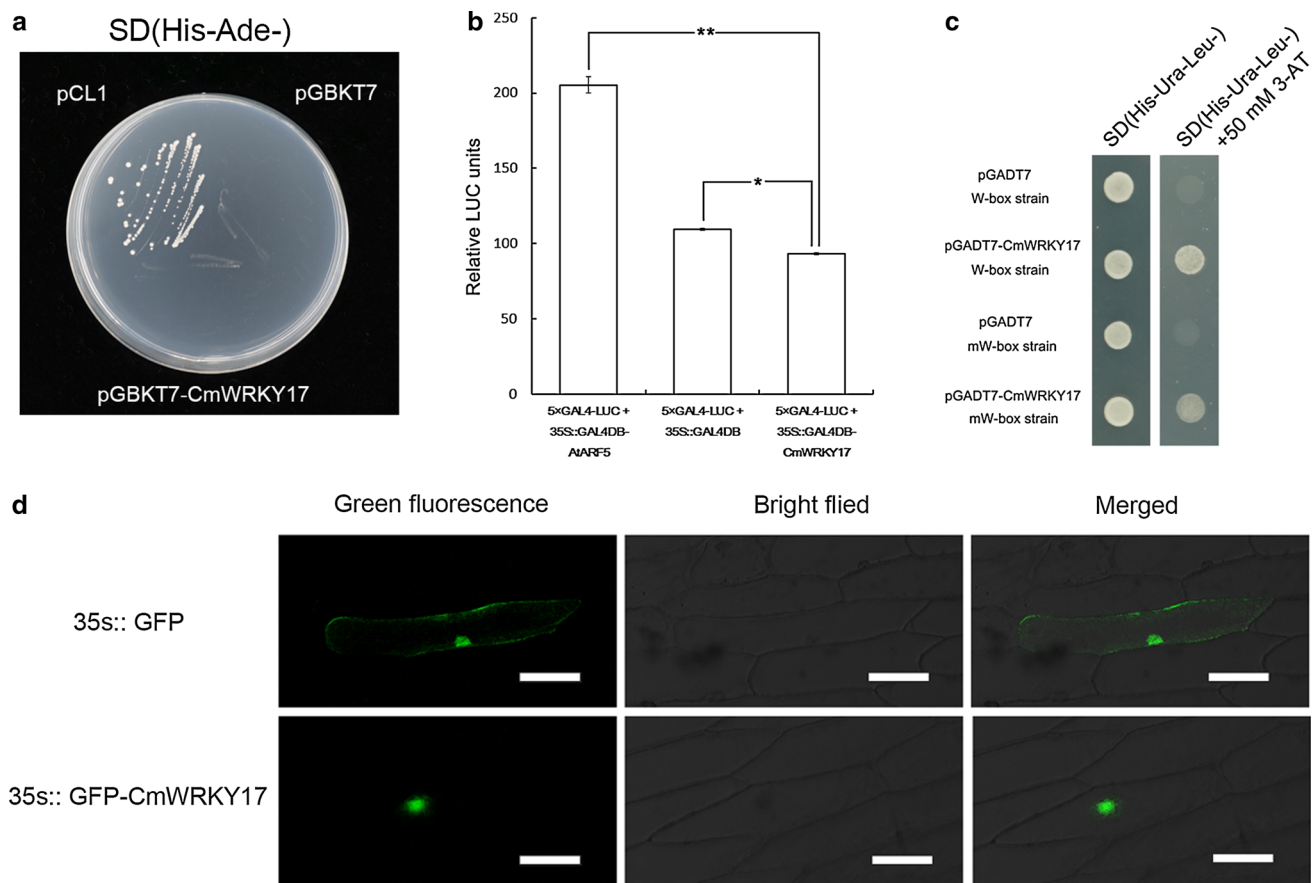 a
SD(His-Ade-)
pCL1
pGBKT7
pGBKT7-CmWRKY17
b
Relative LUC units
250
200
150
100
50
0
**
*
5×GAL4-LUC +
35S::GAL4DB-
AtARF5
5×GAL4-LUC +
35S::GAL4DB
5×GAL4-LUC +
35S::GAL4DB-
CmWRKY17
c
SD(His-Ura-Leu-)
SD(His-Ura-Leu-)
+50 mM 3-AT
pGADT7
W-box strain
pGADT7-CmWRKY17
W-box strain
pGADT7
mW-box strain
pGADT7-CmWRKY17
mW-box strain
d
Green fluorescence
Bright flied
Merged
35s:: GFP
35s:: GFP-CmWRKY17